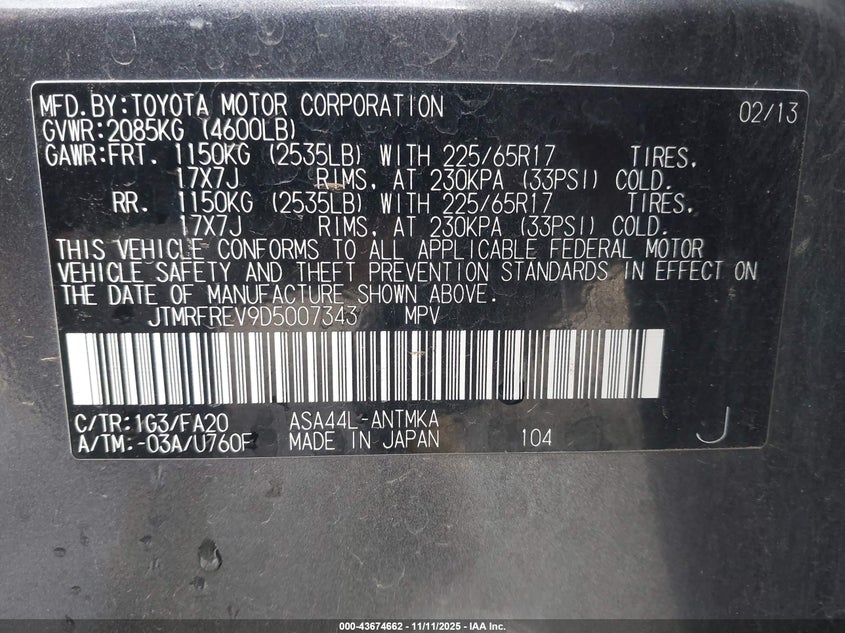 MFD.BY:TOYOTA MOTOR CORPORATION 02/13
GVWR:2085KG (4600LB)
GAWR:FRT. 1150KG (2535LB) WITH 225/65R17 TIRES,
17X7J RIMS, AT 230KPA (33PSI) COLD.
RR. 1150KG (2535LB) WITH 225/65R17 TIRES,
17X7J RIMS, AT 230KPA (33PSI) COLD.
THIS VEHICLE CONFORMS TO ALL APPLICABLE FEDERAL MOTOR
VEHICLE SAFETY AND THEFT PREVENTION STANDARDS IN EFFECT ON
THE DATE OF MANUFACTURE SHOWN ABOVE.
JTMRFREV9D5007343 MPV
C/TR:1G3/FA20 ASA44L-ANTMKA
A/TM:-03A/U760F MADE IN JAPAN 104 J
000-43674662 - 11/11/2025 - IAA Inc.